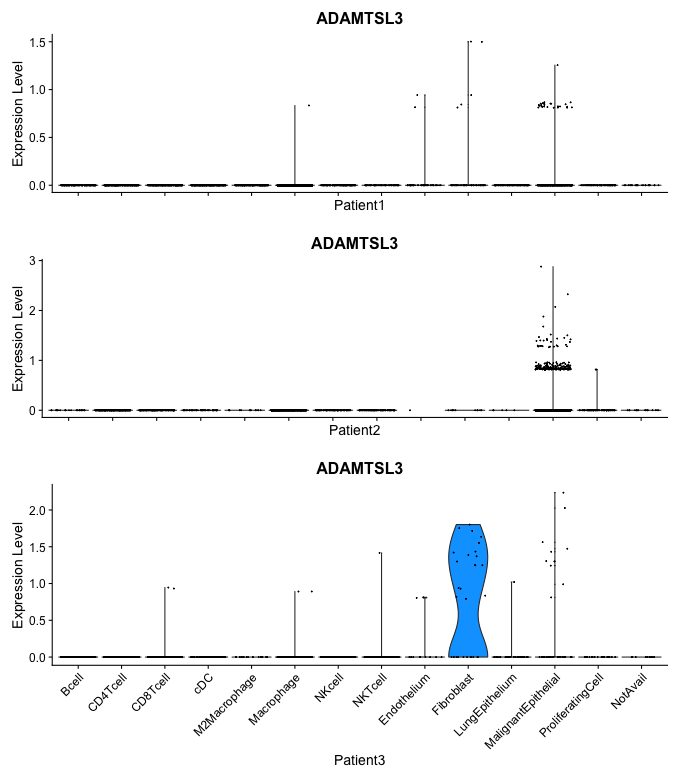 ADAMTSL3
Expression Level
1.5
1.0
0.5
0.0
Patient1
ADAMTSL3
Expression Level
3
2
1
0
Patient2
ADAMTSL3
Expression Level
2.0
1.5
1.0
0.5
0.0
Bcell
CD4Tcell
CD8Tcell
cDC
M2Macrophage
Macrophage
NKcell
NKTcell
Endothelium
Fibroblast
LungEpithelium
MalignantEpithelial
ProliferatingCell
NotAvail
Patient3